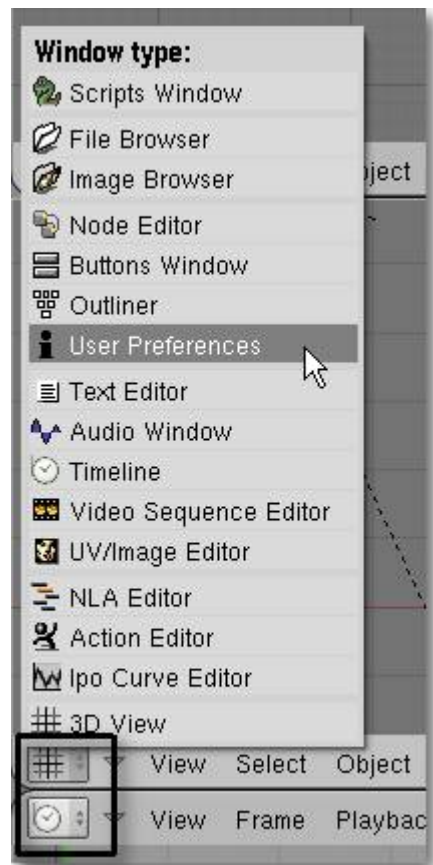 Window type:
Scripts Window
File Browser
Image Browser
Node Editor
Buttons Window
Outliner
User Preferences
Text Editor
Audio Window
Timeline
Video Sequence Editor
UV/Image Editor
NLA Editor
Action Editor
Ipo Curve Editor
3D View
View Select Object
View Frame Playbac